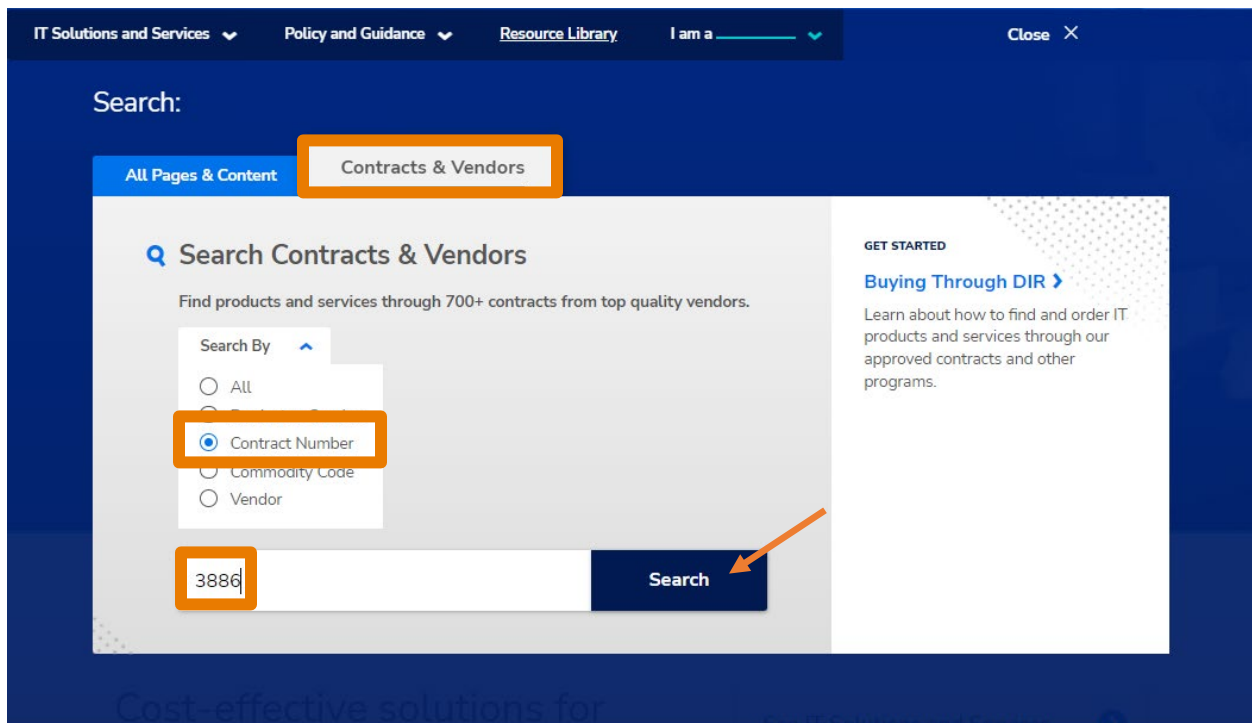 IT Solutions and Services Policy and Guidance Resource Library I am a Close
Search:
All Pages & Content Contracts & Vendors
Search Contracts & Vendors
Find products and services through 700+ contracts from top quality vendors.
Search By
All
Contract Number
Commodity Code
Vendor
3886
Search
GET STARTED
Buying Through DIR
Learn about how to find and order IT
products and services through our
approved contracts and other
programs.
Cost-effective solutions for